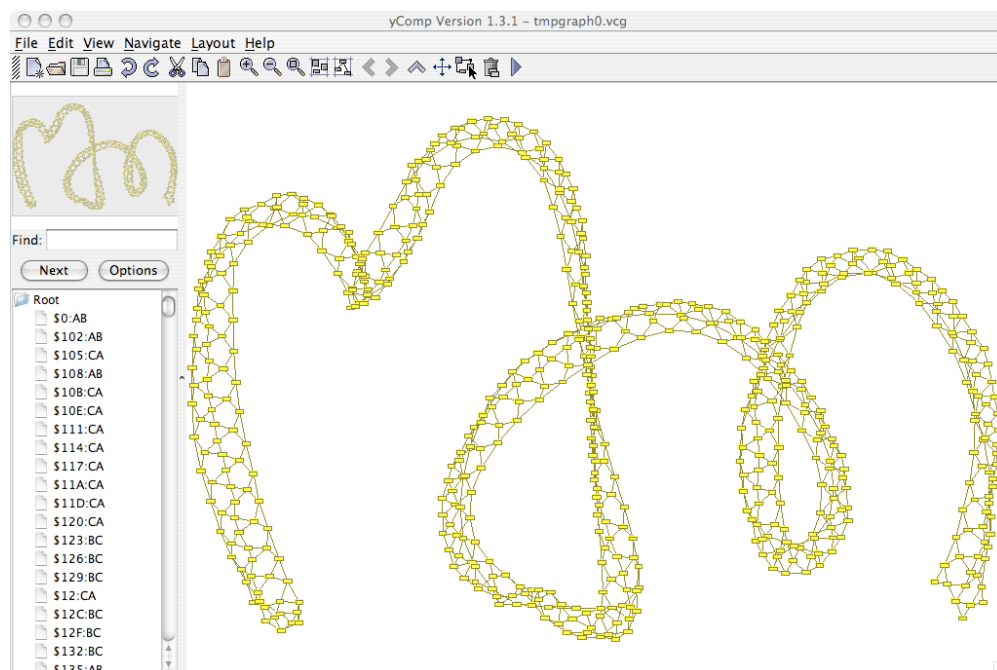 yComp Version 1.3.1 – tmpgraph0.vcg
File Edit View Navigate Layout Help
Find:
Next Options
Root
$0:AB
$102:AB
$105:CA
$108:AB
$10B:CA
$10E:CA
$111:CA
$114:CA
$117:CA
$11A:CA
$11D:CA
$120:CA
$123:BC
$126:BC
$129:BC
$12:CA
$12C:BC
$12F:BC
$132:BC
$135:AB